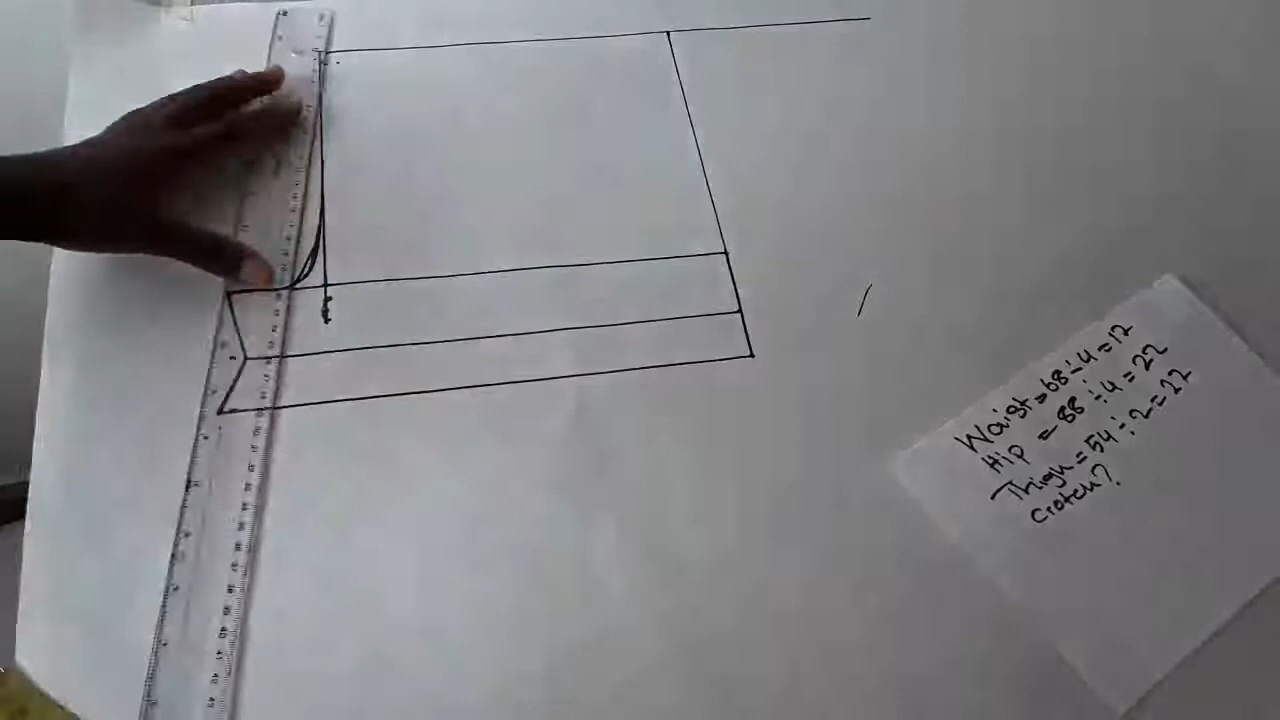 Waist = 68 ÷ 4 = 17
Hip = 88 ÷ 4 = 22
Thigh = 54 ÷ 2 = 27
Crotch?